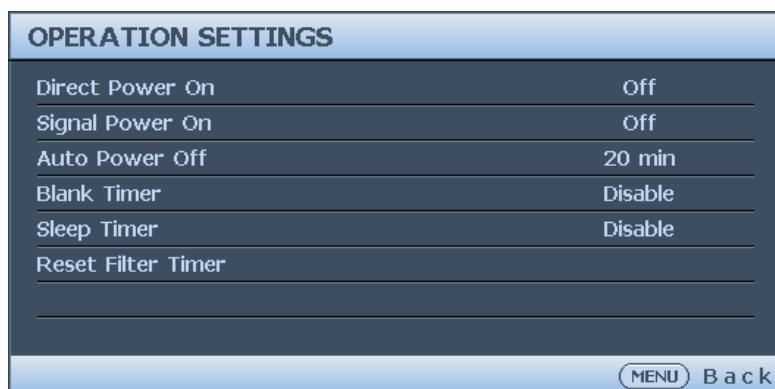 OPERATION SETTINGS
Direct Power On Off
Signal Power On Off
Auto Power Off 20 min
Blank Timer Disable
Sleep Timer Disable
Reset Filter Timer
MENU Back